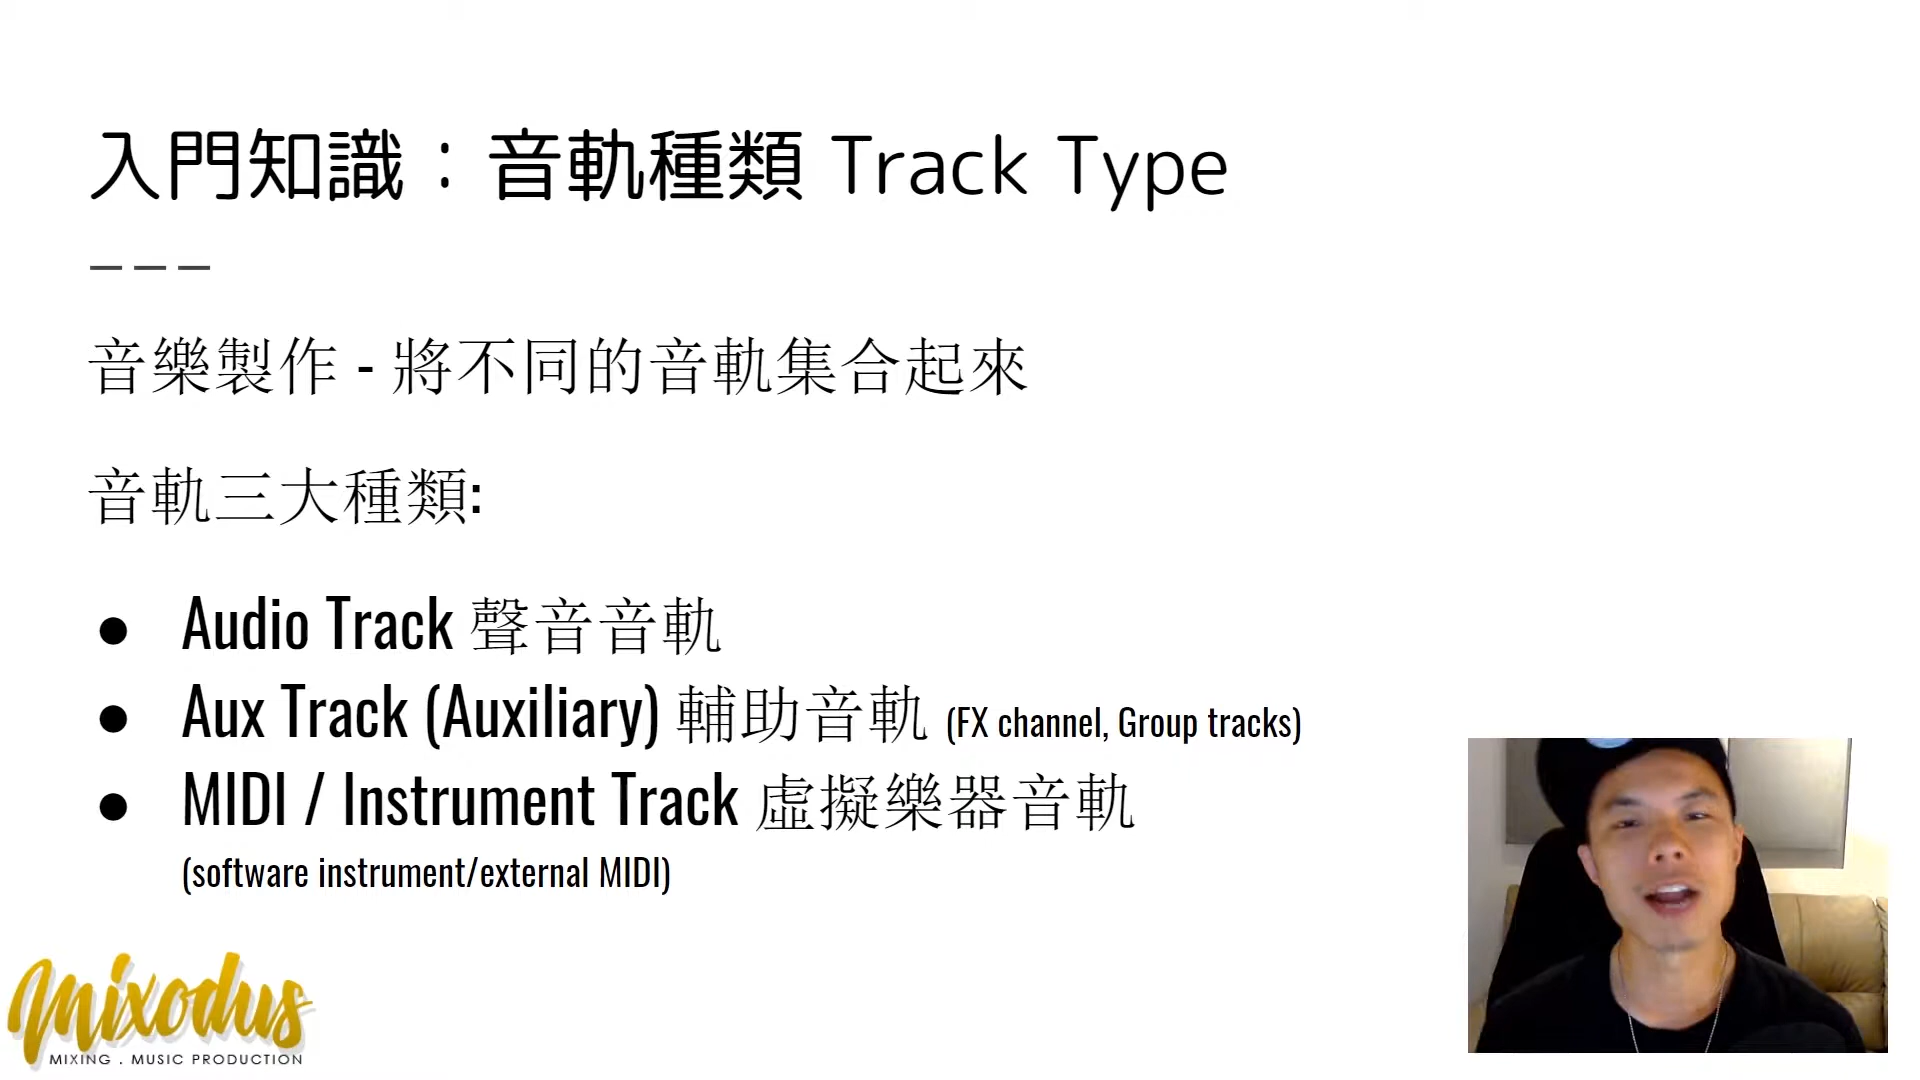 入門知識：音軌種類 Track Type
音樂製作 - 將不同的音軌集合起來
音軌三大種類:
● Audio Track 聲音音軌
● Aux Track (Auxiliary) 輔助音軌 (FX channel, Group tracks)
● MIDI / Instrument Track 虛擬樂器音軌
(software instrument/external MIDI)
mixodus
MIXING . MUSIC PRODUCTION